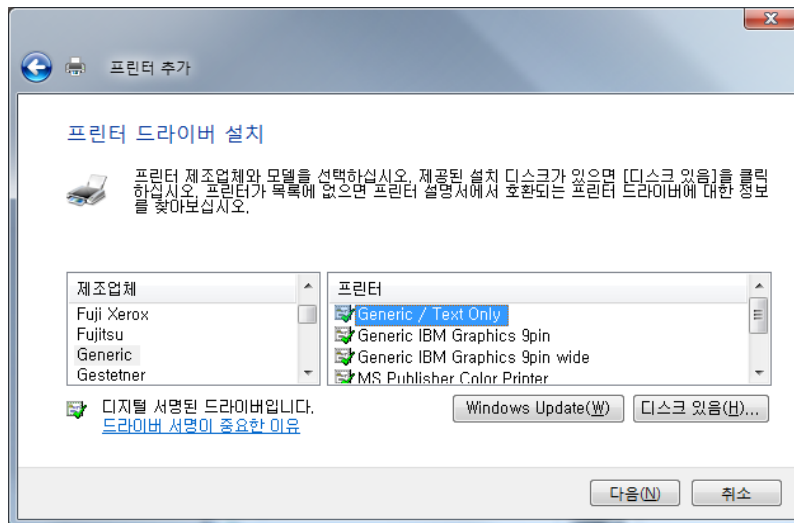 프린터 추가
프린터 드라이버 설치
프린터 제조업체와 모델을 선택하십시오. 제공된 설치 디스크가 있으면 [디스크 있음]을 클릭
하십시오. 프린터가 목록에 없으면 프린터 설명서에서 호환되는 프린터 드라이버에 대한 정보
를 찾아보십시오.
제조업체
Fuji Xerox
Fujitsu
Generic
Gestetner
프린터
Generic / Text Only
Generic IBM Graphics 9pin
Generic IBM Graphics 9pin wide
MS Publisher Color Printer
디지털 서명된 드라이버입니다.
드라이버 서명이 중요한 이유
Windows Update(W)
디스크 있음(H)...
다음(N)
취소